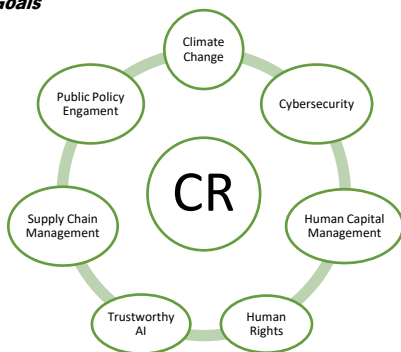 Goals
Climate
Change
Public Policy
Engament
Cybersecurity
CR
Supply Chain
Management
Human Capital
Management
Trustworthy
AI
Human
Rights